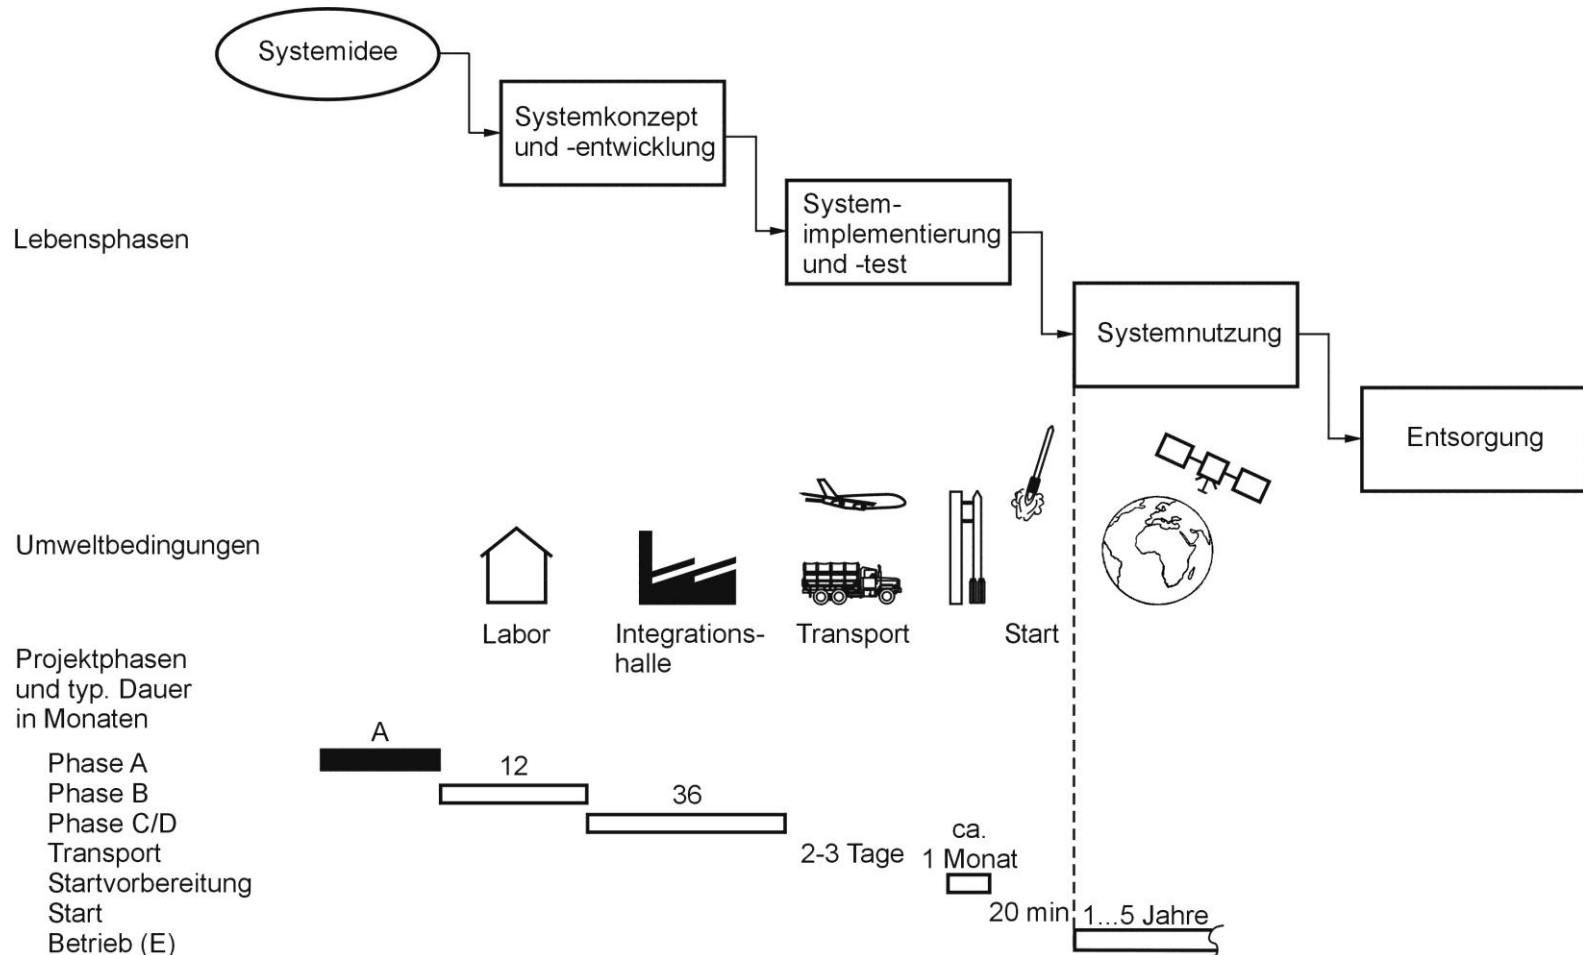 Systemidee
Systemkonzept
und -entwicklung
System-
implementierung
und -test
Lebensphasen
Systemnutzung
Entsorgung
Umweltbedingungen
Labor
Integrations-
halle
Transport
Start
Projektphasen
und typ. Dauer
in Monaten
A
Phase A
12
Phase B
36
Phase C/D
ca.
Transport
2-3 Tage
1 Monat
Startvorbereitung
Start
20 min
1...5 Jahre
Betrieb (E)